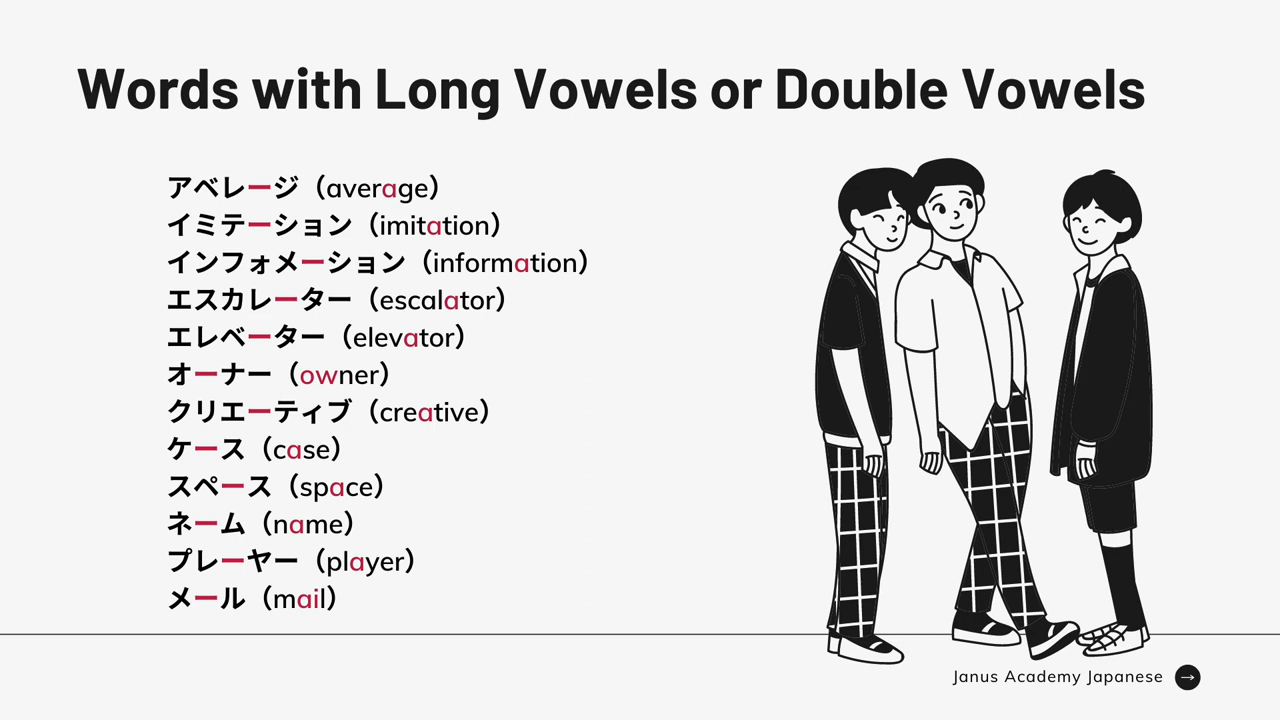 Words with Long Vowels or Double Vowels
アベレージ（average）
イミテーション（imitation）
インフォメーション（information）
エスカレーター（escalator）
エレベーター（elevator）
オーナー（owner）
クリエーティブ（creative）
ケース（case）
スペース（space）
ネーム（name）
プレーヤー（player）
メール（mail）
Janus Academy Japanese